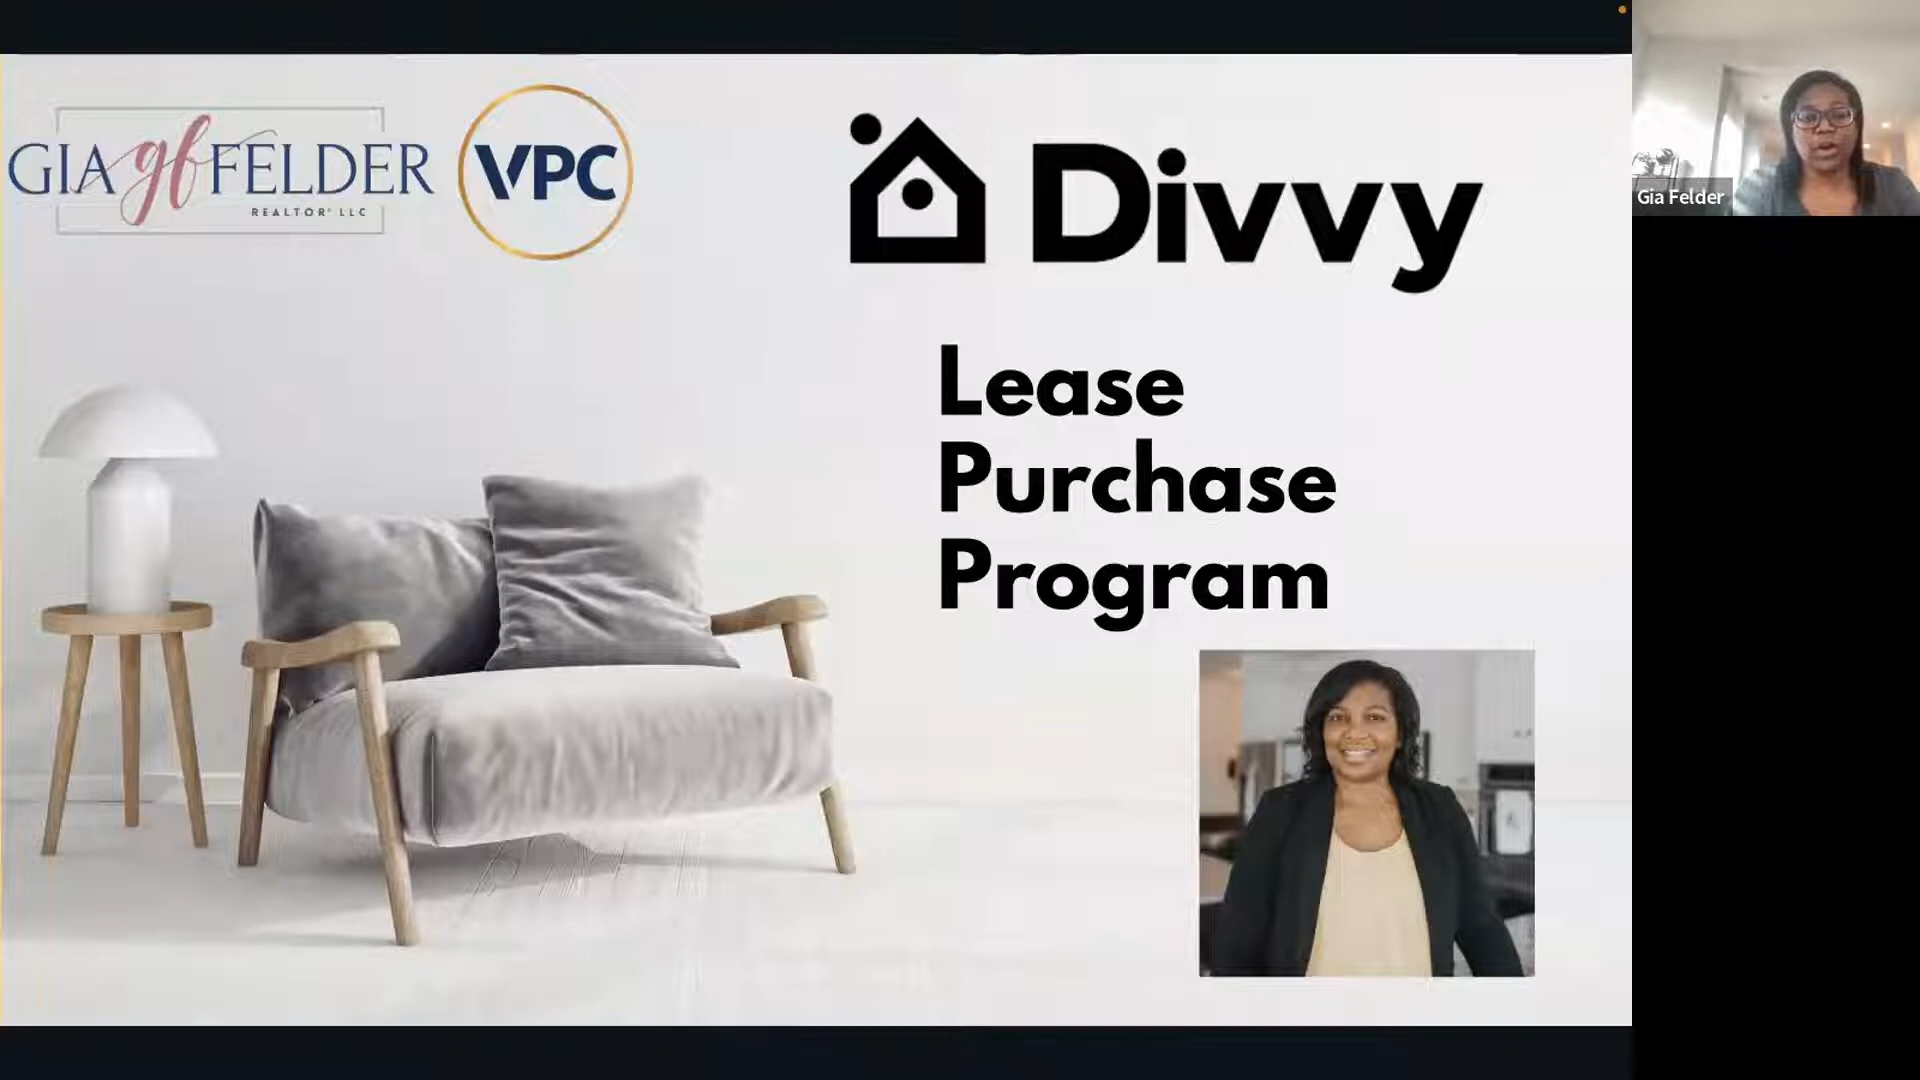 GIA gf FELDER
REALTOR® LLC
VPC
Divvy
Lease
Purchase
Program
Gia Felder